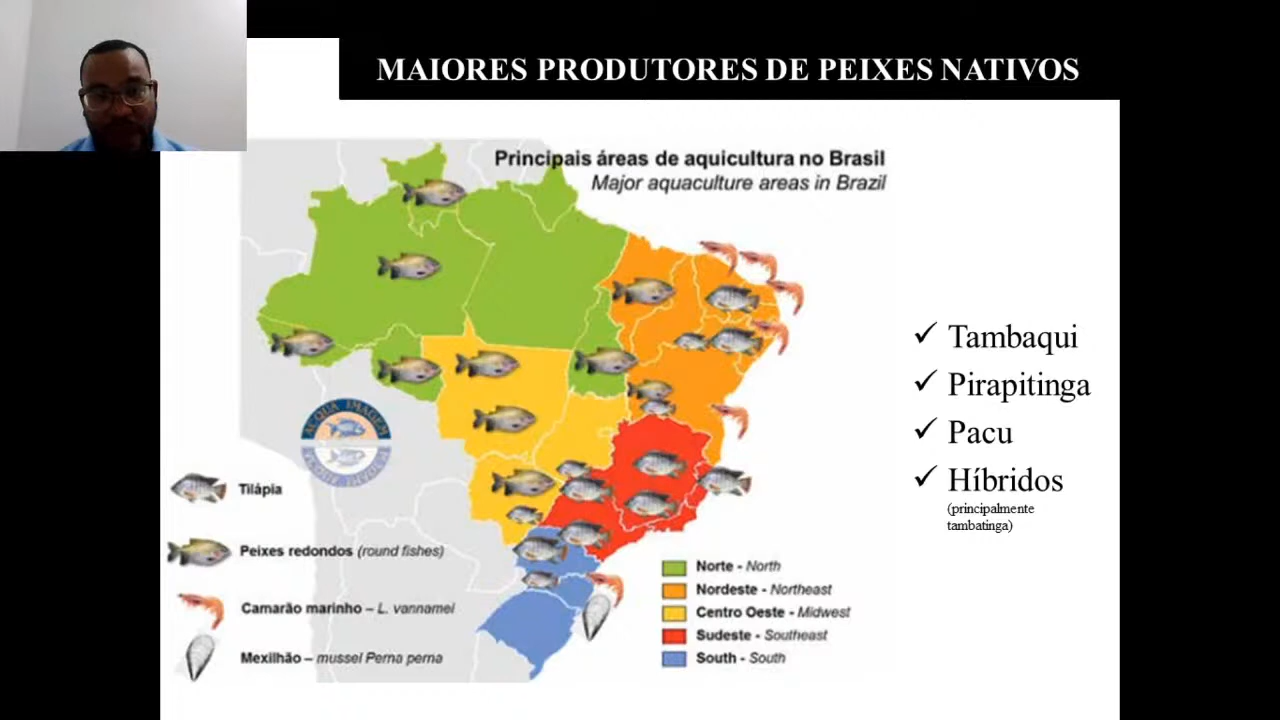 MAIORES PRODUTORES DE PEIXES NATIVOS
Principais áreas de aquicultura no Brasil
Major aquaculture areas in Brazil
✓ Tambaqui
✓ Pirapitinga
✓ Pacu
✓ Híbridos
(principalmente
tambatinga)
ACQUA IMAGEM
Tilápia
Peixes redondos (round fishes)
Camarão marinho – L. vannamei
Mexilhão – mussel Perna perna
Norte - North
Nordeste - Northeast
Centro Oeste - Midwest
Sudeste - Southeast
South - South